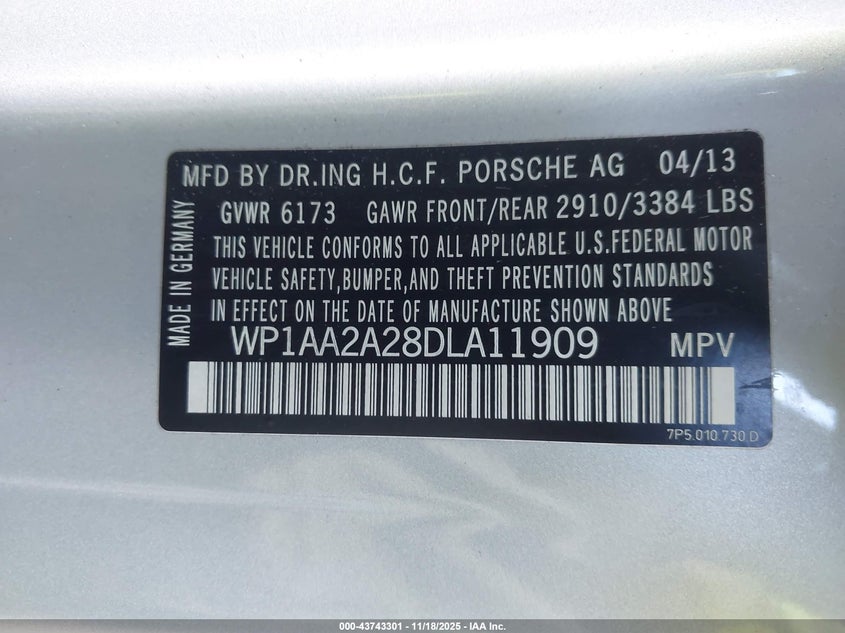 MFD BY DR.ING H.C.F. PORSCHE AG 04/13
GVWR 6173 GAWR FRONT/REAR 2910/3384 LBS
THIS VEHICLE CONFORMS TO ALL APPLICABLE U.S.FEDERAL MOTOR
VEHICLE SAFETY,BUMPER,AND THEFT PREVENTION STANDARDS
IN EFFECT ON THE DATE OF MANUFACTURE SHOWN ABOVE
WP1AA2A28DLA11909 MPV
MADE IN GERMANY
7P5.010.730 D
000-43743301 - 11/18/2025 - IAA Inc.